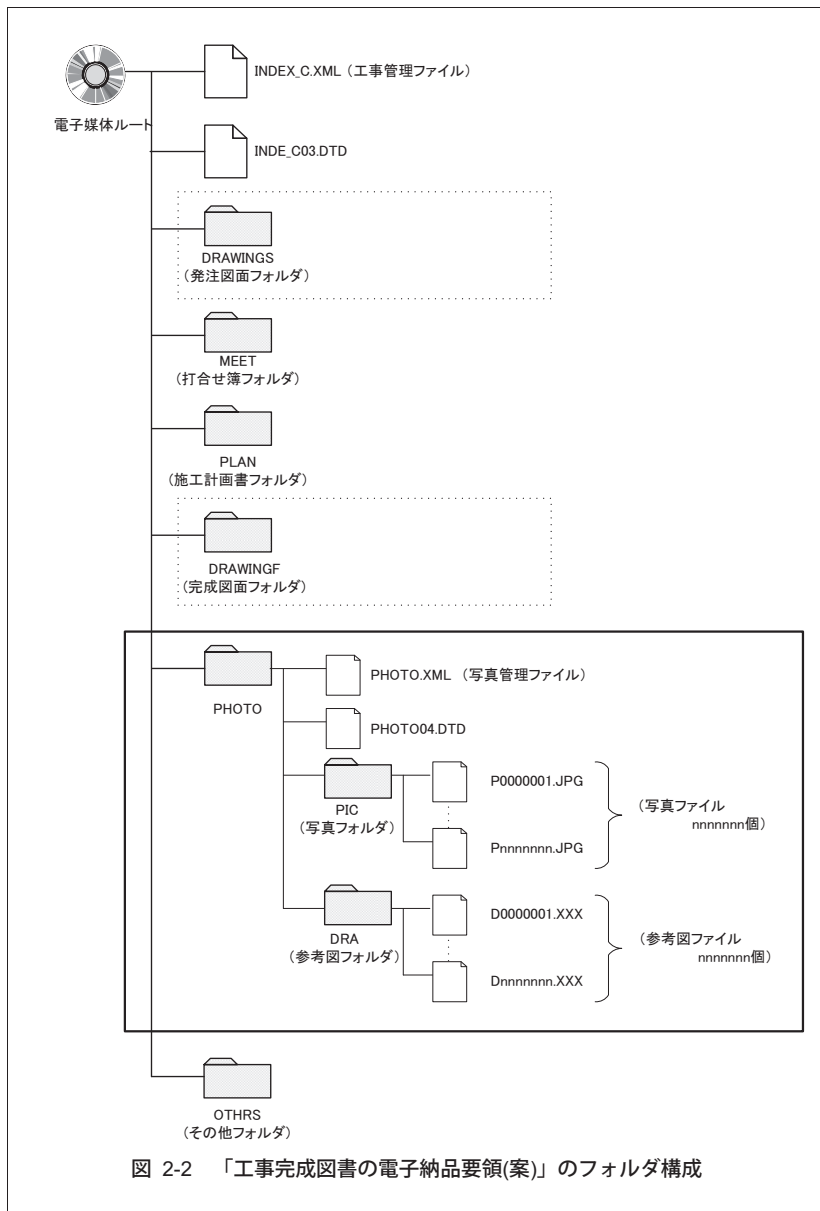 INDEX_C.XML（工事管理ファイル）
電子媒体ルート
INDE_C03.DTD
DRAWINGS
（発注図面フォルダ）
MEET
（打合せ簿フォルダ）
PLAN
（施工計画書フォルダ）
DRAWINGF
（完成図面フォルダ）
PHOTO
PHOTO.XML （写真管理ファイル）
PHOTO04.DTD
PIC
（写真フォルダ）
P0000001.JPG
Pnnnnnnn.JPG
（写真ファイル
nnnnnnn個）
DRA
（参考図フォルダ）
D0000001.XXX
Dnnnnnnn.XXX
（参考図ファイル
nnnnnnn個）
OTHRS
（その他フォルダ）
図 2-2 「工事完成図書の電子納品要領(案)」のフォルダ構成